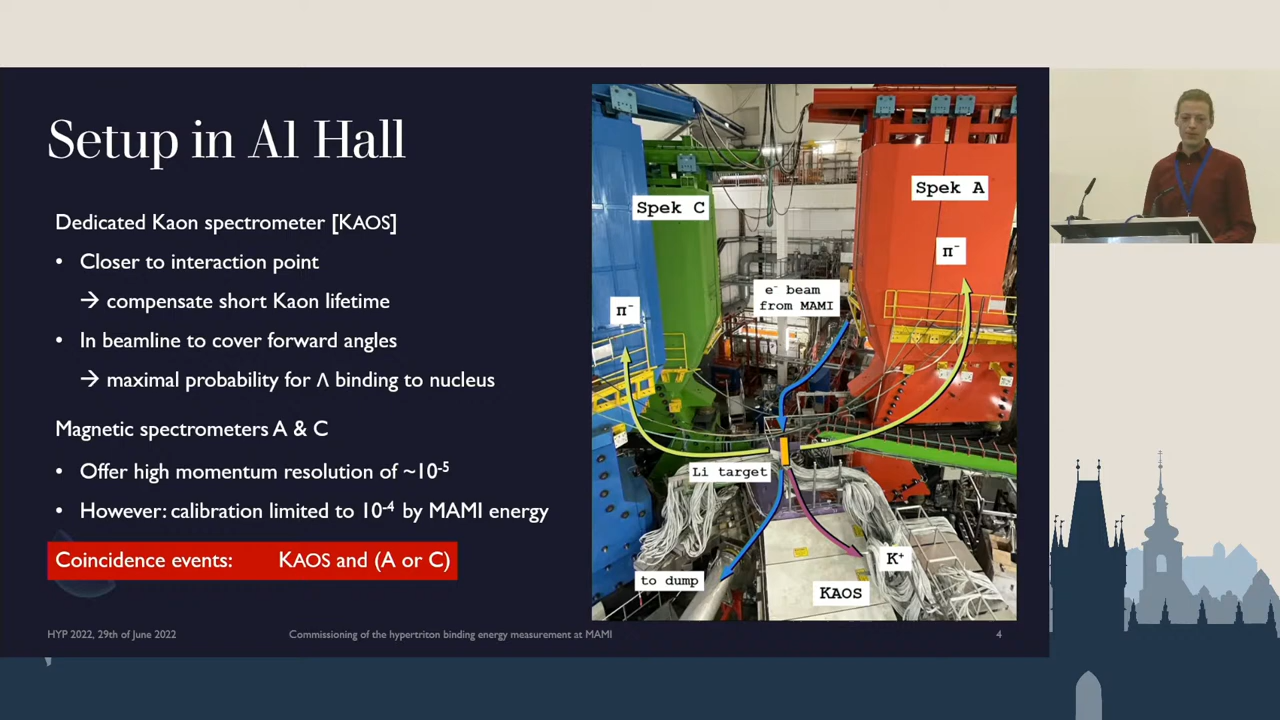 Setup in A1 Hall
Dedicated Kaon spectrometer [KAOS]
• Closer to interaction point
→ compensate short Kaon lifetime
• In beamline to cover forward angles
→ maximal probability for Λ binding to nucleus
Magnetic spectrometers A & C
• Offer high momentum resolution of ~10⁻⁵
• However: calibration limited to 10⁻⁴ by MAMI energy
Coincidence events: KAOS and (A or C)
Spek C
Spek A
π⁻
e⁻ beam
from MAMI
π⁻
Li target
K⁺
to dump
KAOS
HYP 2022, 29th of June 2022
Commissioning of the hypertriton binding energy measurement at MAMI
4